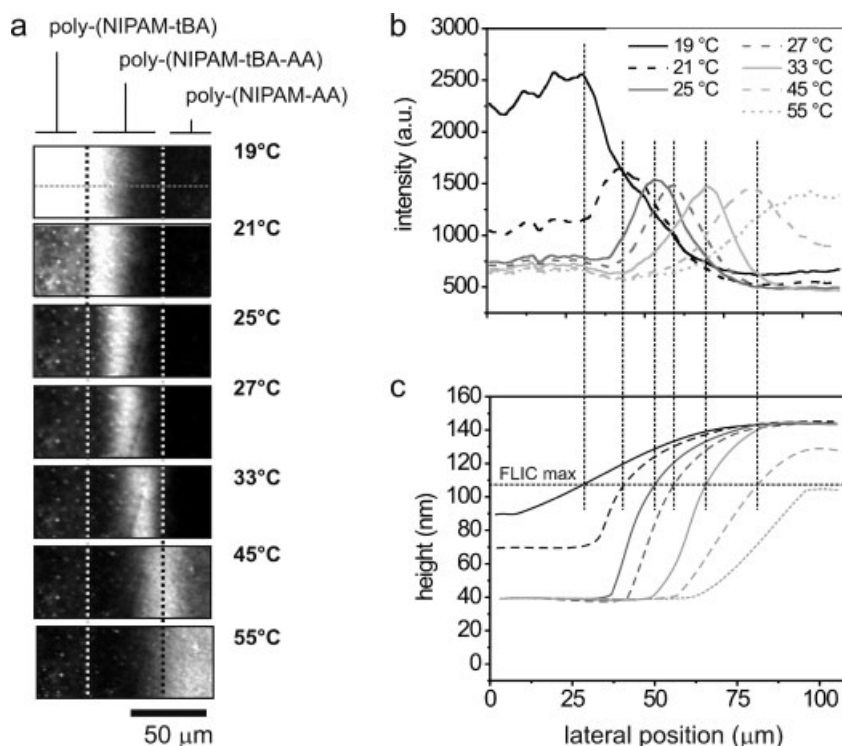 a
poly-(NIPAM-tBA)
poly-(NIPAM-tBA-AA)
poly-(NIPAM-AA)
19°C
21°C
25°C
27°C
33°C
45°C
55°C
50 µm
b
3000
2500
2000
1500
1000
500
intensity (a.u.)
19 °C
21 °C
25 °C
27 °C
33 °C
45 °C
55 °C
c
160
140
120
100
80
60
40
20
0
height (nm)
FLIC max
0
25
50
75
100
lateral position (µm)